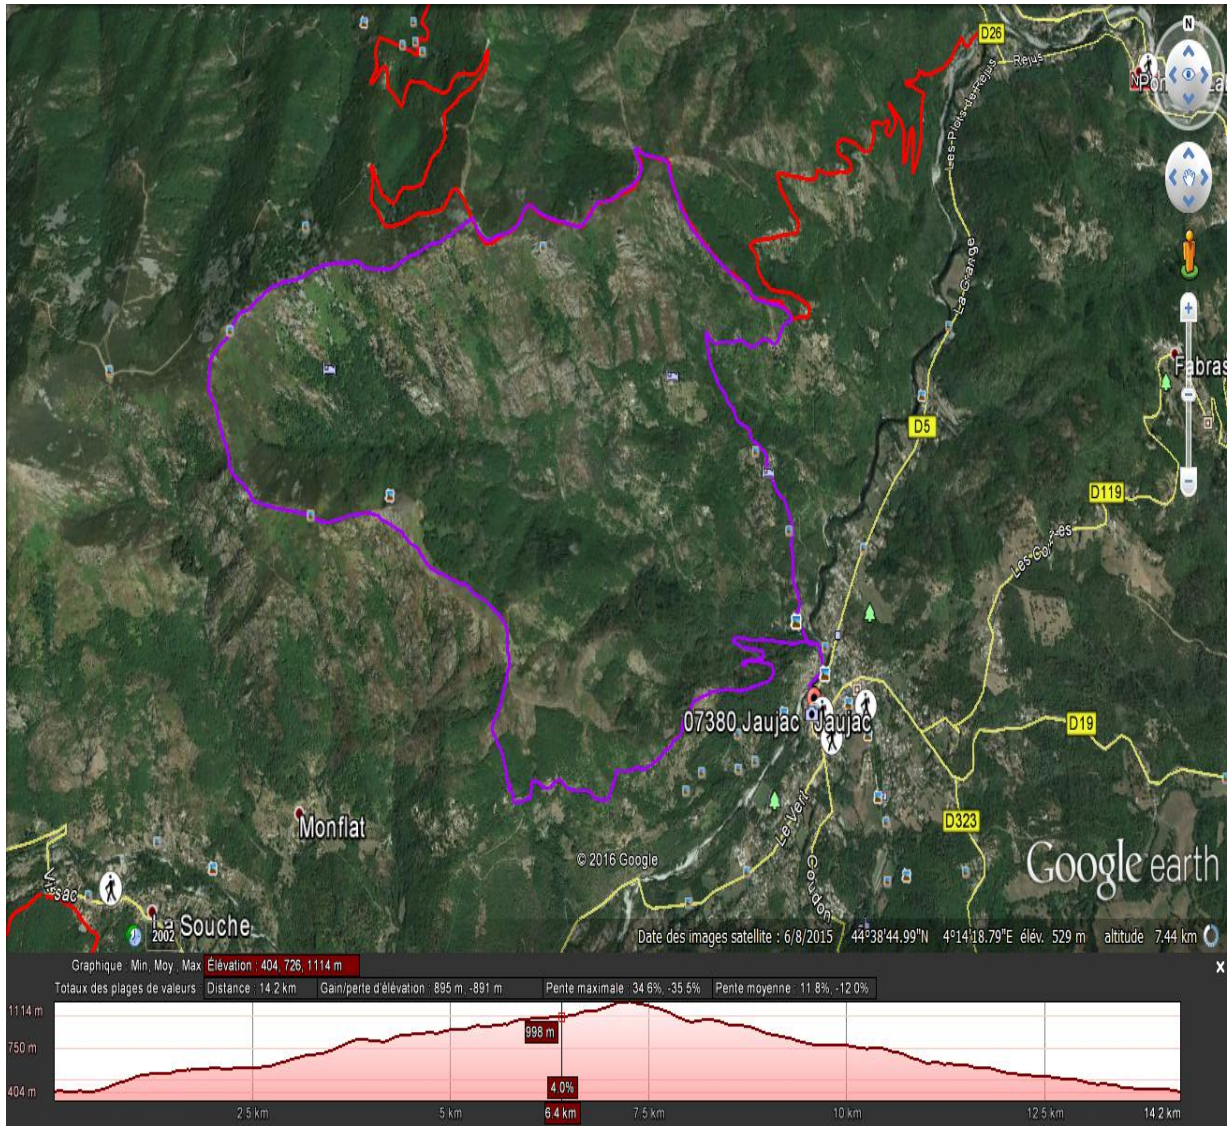 D26
N
Rejus
Les-Plots-de-Rejus
La Grange
Fabras
D5
D119
07380 Jaujac
Jaujac
D19
D323
Le Vert
Monflat
© 2016 Google
Google earth
La Souche
2002
Date des images satellite : 6/8/2015 44°38'44.99"N 4°14'18.79"E élév. 529 m altitude 7.44 km
Graphique : Min, Moy, Max Élévation : 404, 726, 1114 m
x
Totaux des plages de valeurs : Distance : 14.2 km Gain/perte d'élévation : 895 m, -891 m Pente maximale : 34.6%, -35.5% Pente moyenne : 11.8%, -12.0%
1114 m
998 m
750 m
4.0%
404 m
2.5 km 5 km 6.4 km 7.5 km 10 km 12.5 km 14.2 km